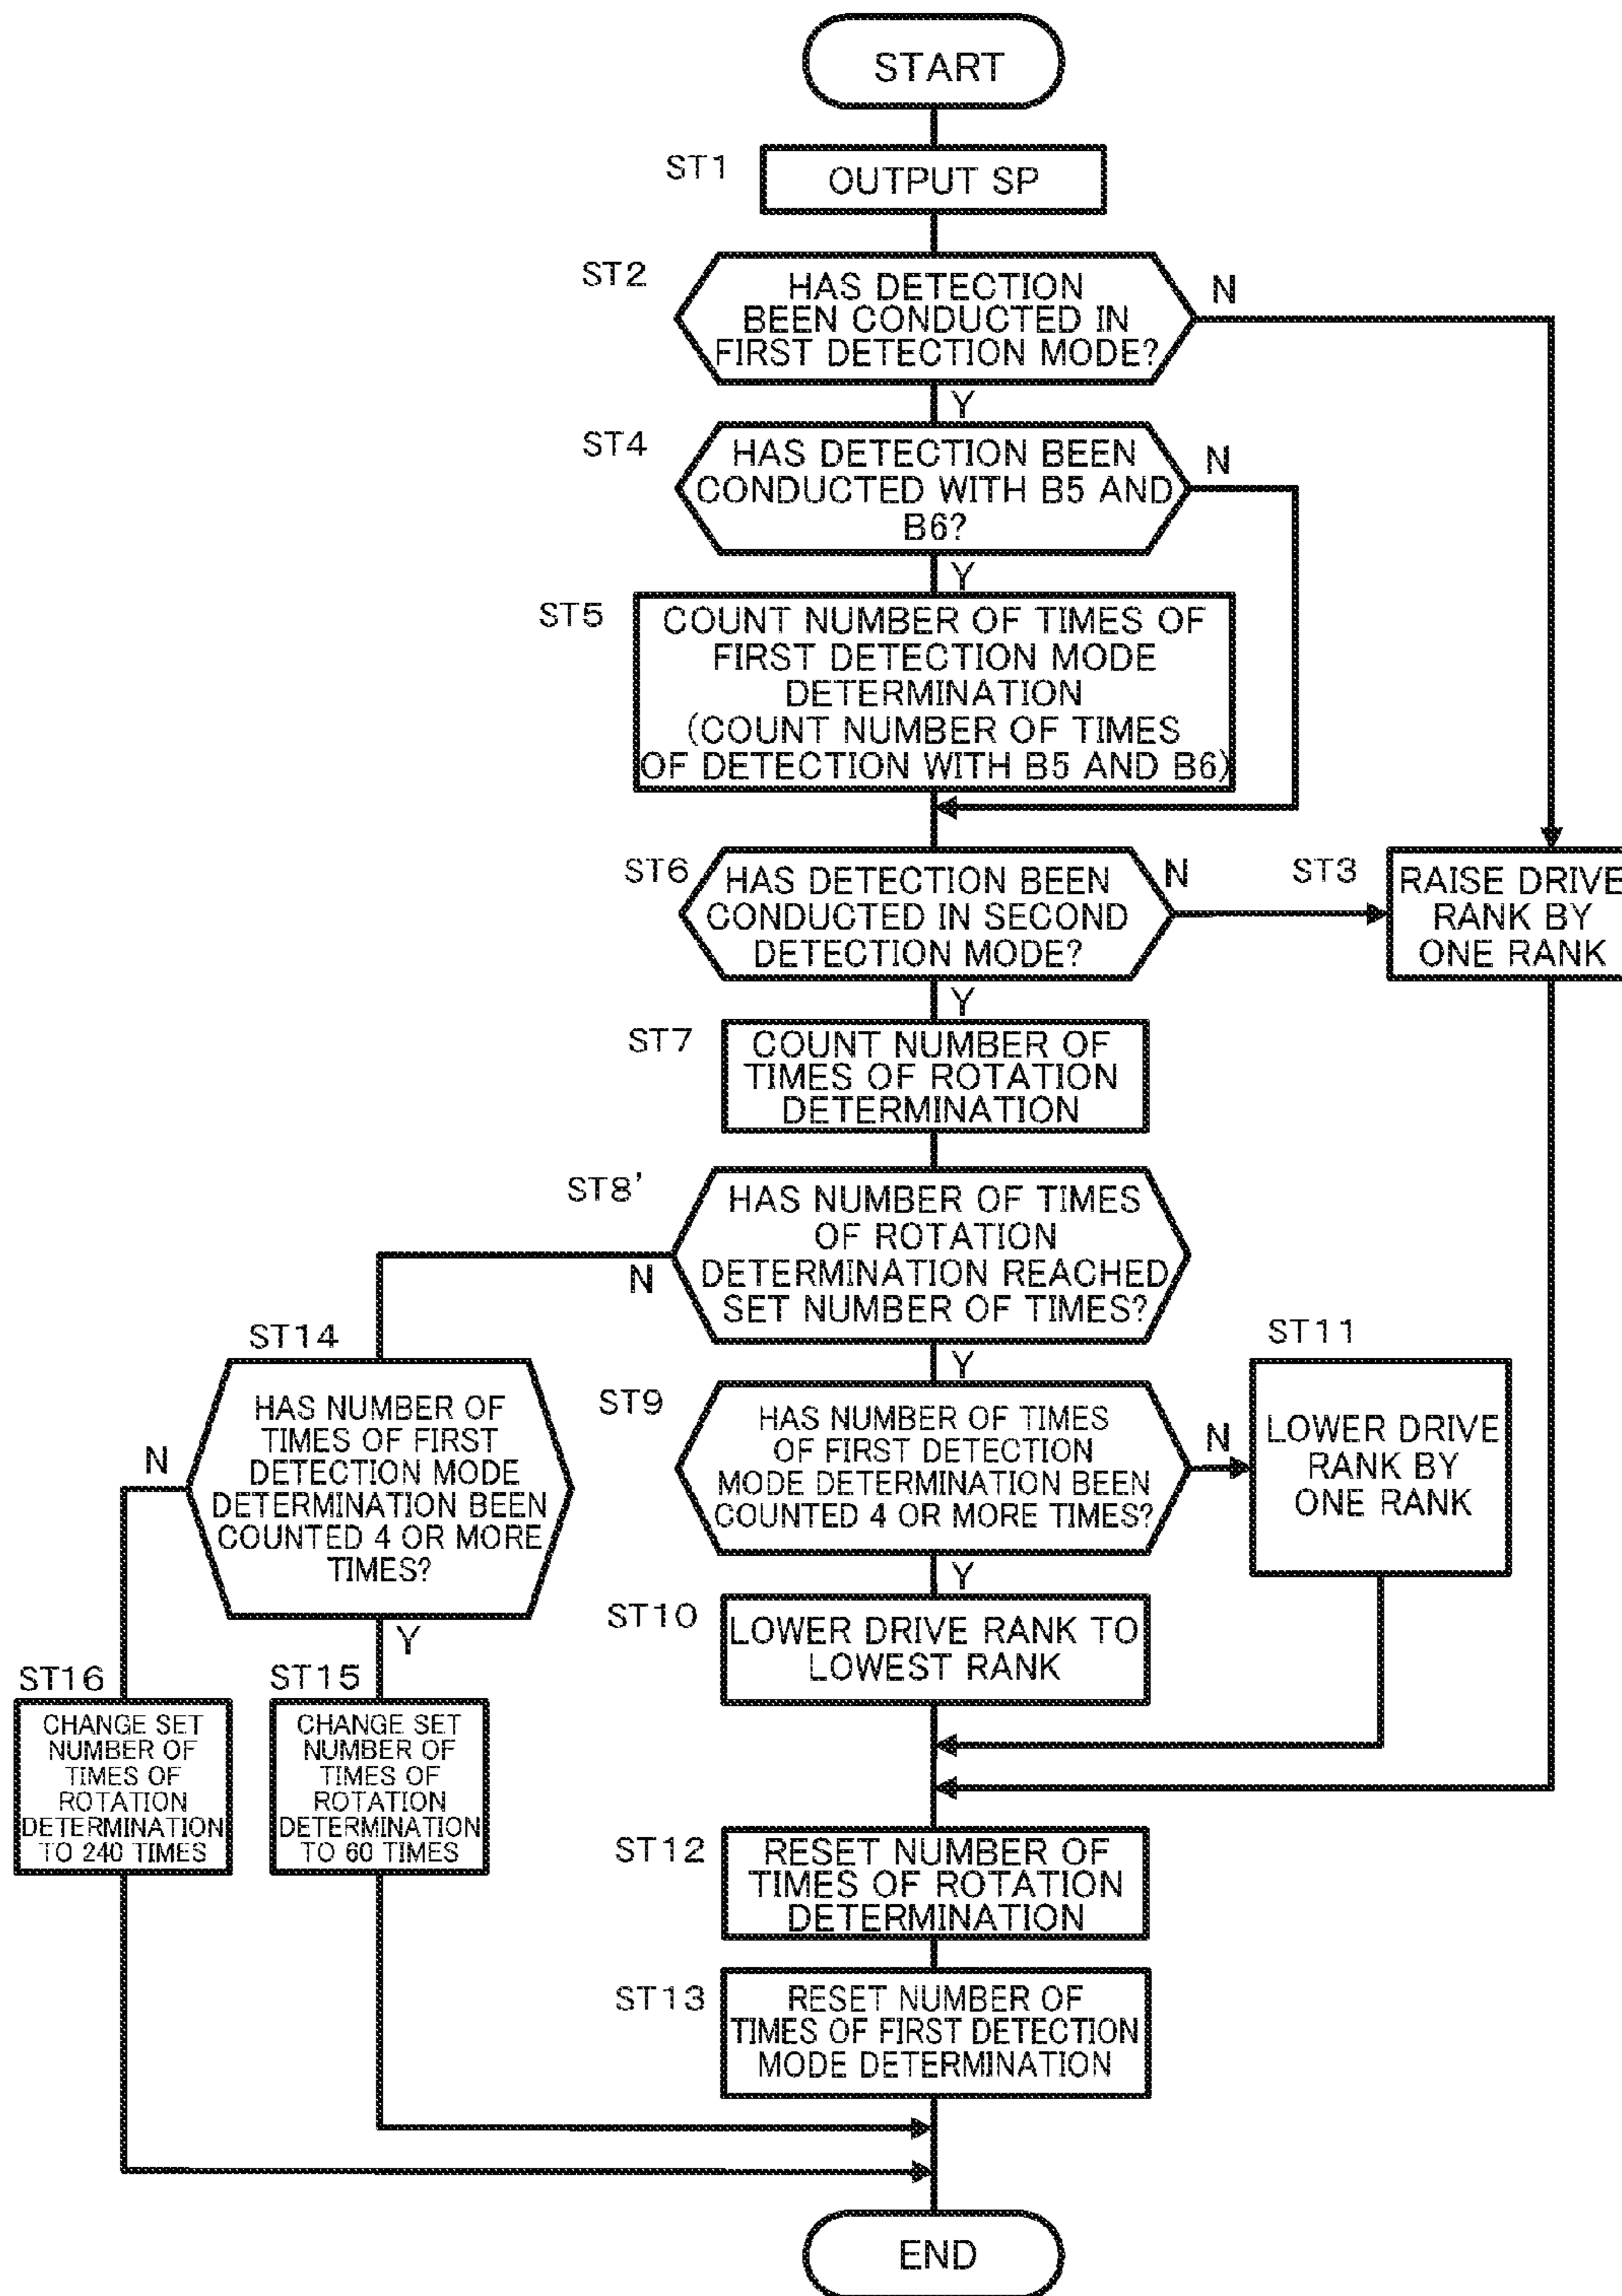 START
ST1
OUTPUT SP
ST2
HAS DETECTION
BEEN CONDUCTED IN
FIRST DETECTION MODE?
N
Y
ST4
HAS DETECTION BEEN
CONDUCTED WITH B5 AND
B6?
N
Y
ST5
COUNT NUMBER OF TIMES OF
FIRST DETECTION MODE
DETERMINATION
(COUNT NUMBER OF TIMES
OF DETECTION WITH B5 AND B6)
ST6
HAS DETECTION BEEN
CONDUCTED IN SECOND
DETECTION MODE?
N
Y
ST3
RAISE DRIVE
RANK BY
ONE RANK
ST7
COUNT NUMBER OF
TIMES OF ROTATION
DETERMINATION
ST8'
HAS NUMBER OF TIMES
OF ROTATION
DETERMINATION REACHED
SET NUMBER OF TIMES?
N
Y
ST14
HAS NUMBER OF
TIMES OF FIRST
DETECTION MODE
DETERMINATION BEEN
COUNTED 4 OR MORE
TIMES?
N
Y
ST9
HAS NUMBER OF TIMES
OF FIRST DETECTION
MODE DETERMINATION BEEN
COUNTED 4 OR MORE TIMES?
N
Y
ST11
LOWER DRIVE
RANK BY
ONE RANK
ST10
LOWER DRIVE RANK TO
LOWEST RANK
ST16
CHANGE SET
NUMBER OF
TIMES OF
ROTATION
DETERMINATION
TO 240 TIMES
ST15
CHANGE SET
NUMBER OF
TIMES OF
ROTATION
DETERMINATION
TO 60 TIMES
ST12
RESET NUMBER OF
TIMES OF ROTATION
DETERMINATION
ST13
RESET NUMBER OF
TIMES OF FIRST DETECTION
MODE DETERMINATION
END